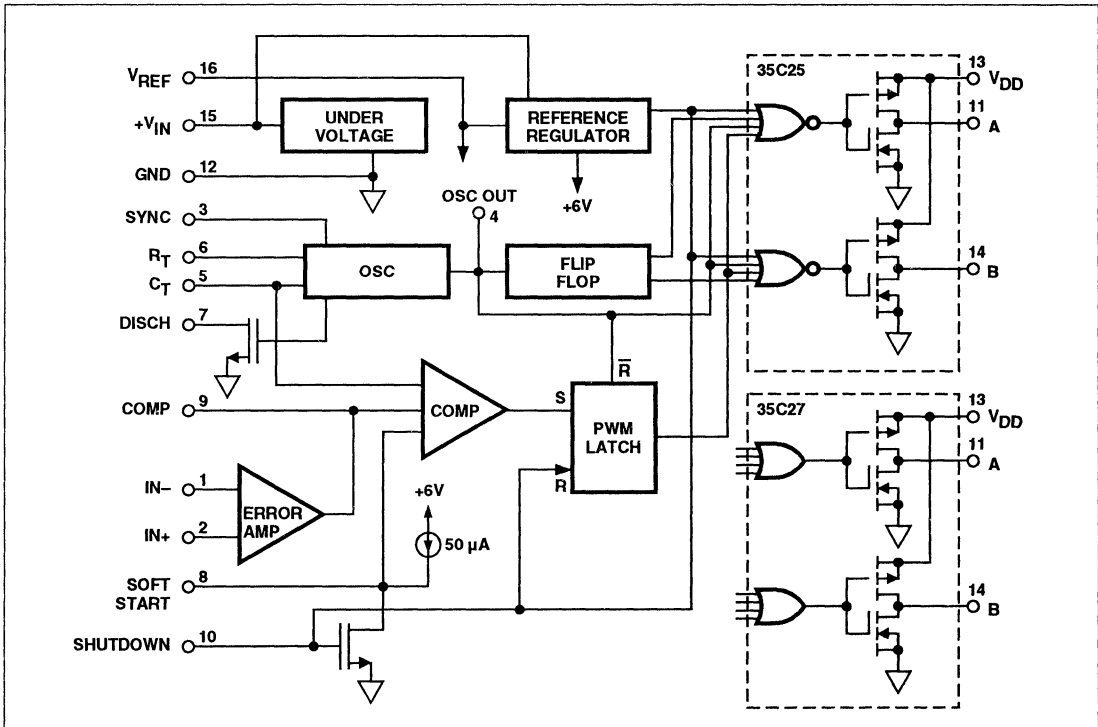 VREF 16
+VIN 15
GND 12
SYNC 3
RT 6
CT 5
DISCH 7
COMP 9
IN– 1
IN+ 2
SOFT
START 8
SHUTDOWN 10
UNDER
VOLTAGE
REFERENCE
REGULATOR
+6V
OSC OUT
4
OSC
FLIP
FLOP
COMP
S
R̅
R
PWM
LATCH
ERROR
AMP
+6V
50 µA
35C25
13
VDD
11
A
14
B
35C27
13
VDD
11
A
14
B